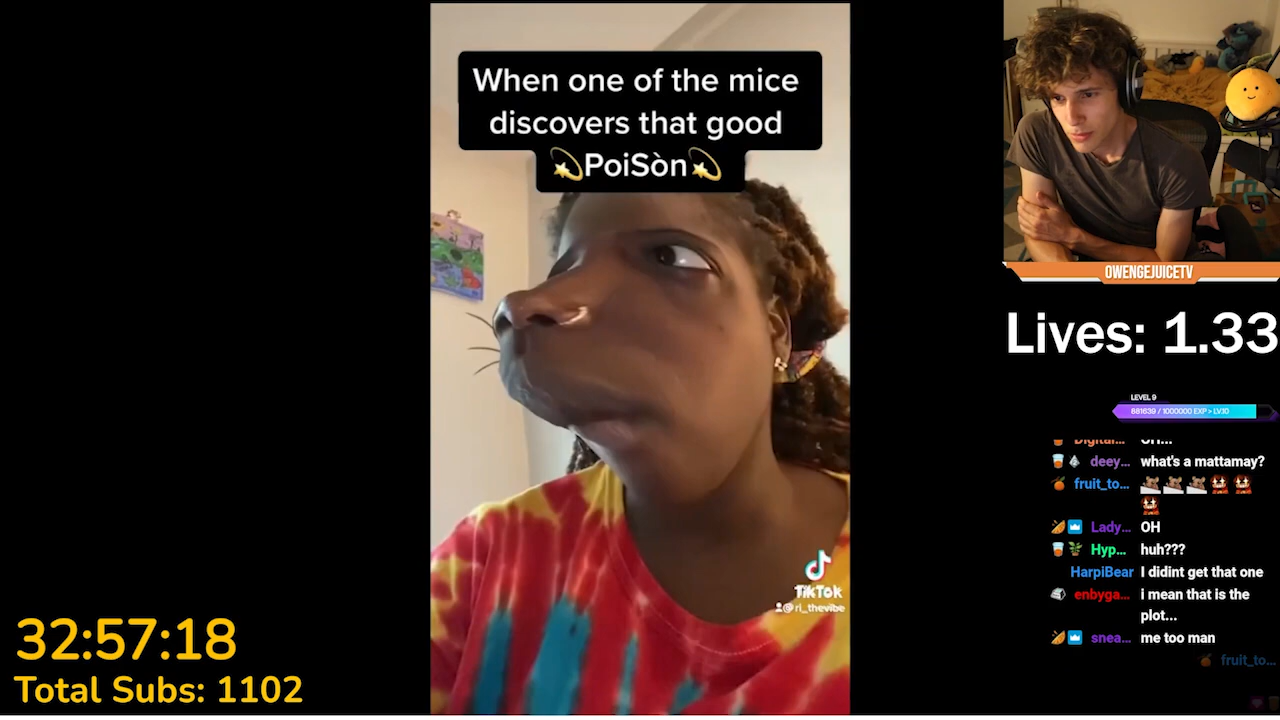 When one of the mice
discovers that good
💫PoiSòn💫
TikTok
@ri_thevibe
OWENGEJUICETV
Lives: 1.33
LEVEL 9
881639 / 1000000 EXP > LV.10
deey... what's a mattamay?
fruit_to...
Lady... OH
Hyp... huh???
HarpiBear I didint get that one
enbyga... i mean that is the
plot...
snea... me too man
fruit_to...
32:57:18
Total Subs: 1102